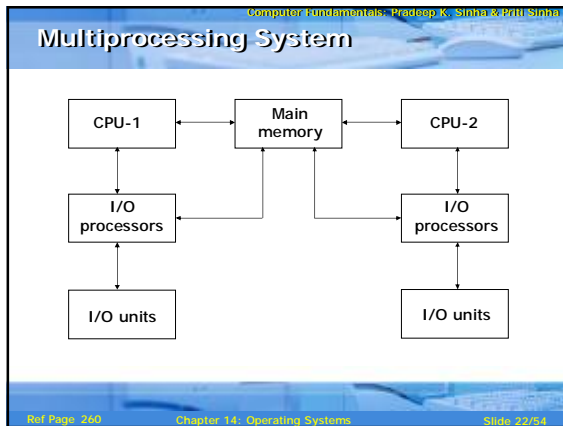 Computer Fundamentals: Pradeep K. Sinha & Priti Sinha
Multiprocessing System
CPU-1
Main
memory
CPU-2
I/O
processors
I/O
processors
I/O units
I/O units
Ref Page 260
Chapter 14: Operating Systems
Slide 22/54